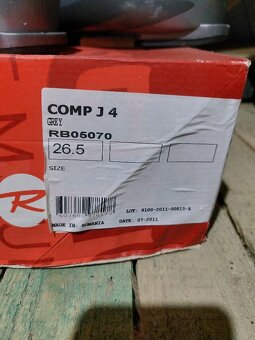 COMP J 4
GREY
RB05070
26.5
SIZE
LOT: 9100-2011-00815-A
MADE IN: ROMANIA
DATE: 07-2011
R